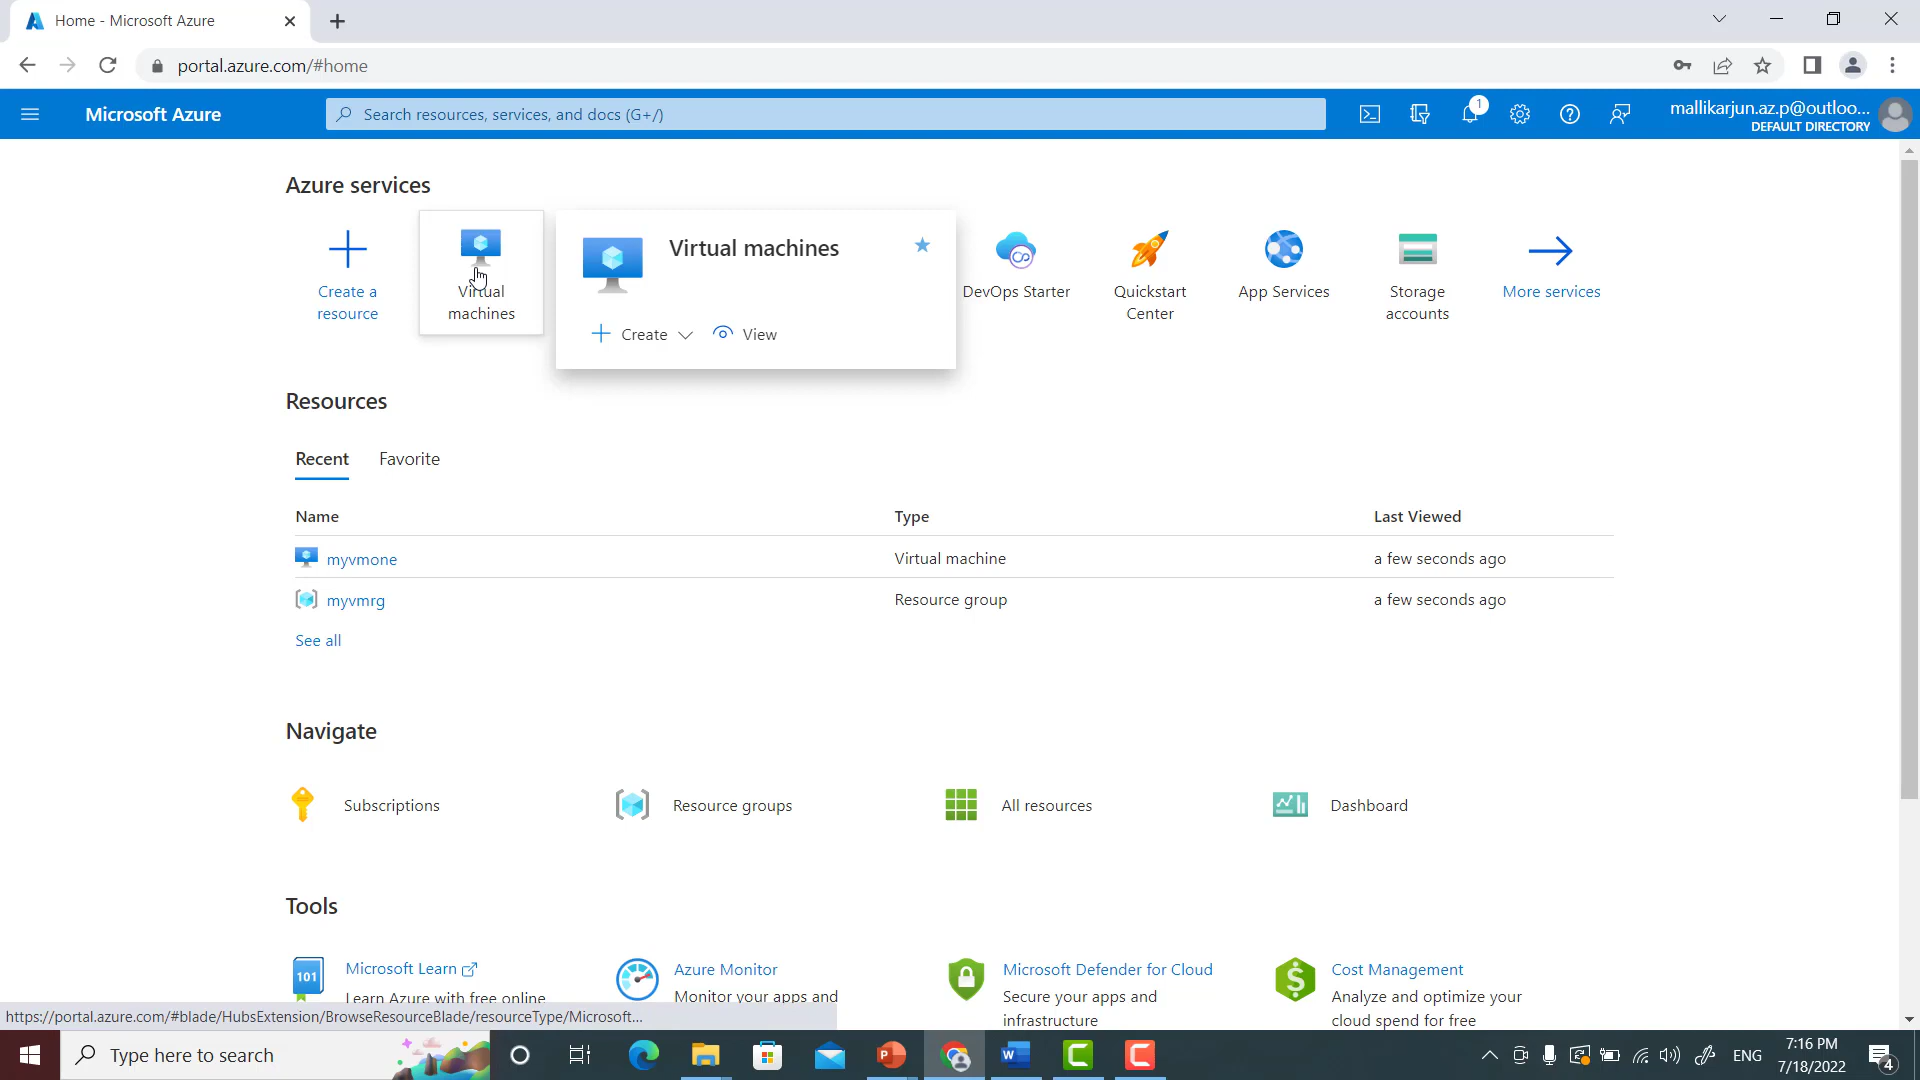 Home - Microsoft Azure
portal.azure.com/#home
Microsoft Azure
Search resources, services, and docs (G+/)
1
mallikarjun.az.p@outloo...
DEFAULT DIRECTORY
Azure services
Create a
resource
Virtual
machines
Virtual machines
Create
View
DevOps Starter
Quickstart
Center
App Services
Storage
accounts
More services
Resources
Recent
Favorite
Name
Type
Last Viewed
myvmone
Virtual machine
a few seconds ago
myvmrg
Resource group
a few seconds ago
See all
Navigate
Subscriptions
Resource groups
All resources
Dashboard
Tools
101
Microsoft Learn
Learn Azure with free online
Azure Monitor
Monitor your apps and
Microsoft Defender for Cloud
Secure your apps and
infrastructure
Cost Management
Analyze and optimize your
cloud spend for free
https://portal.azure.com/#blade/HubsExtension/BrowseResourceBlade/resourceType/Microsoft...
Type here to search
ENG
7:16 PM
7/18/2022
4